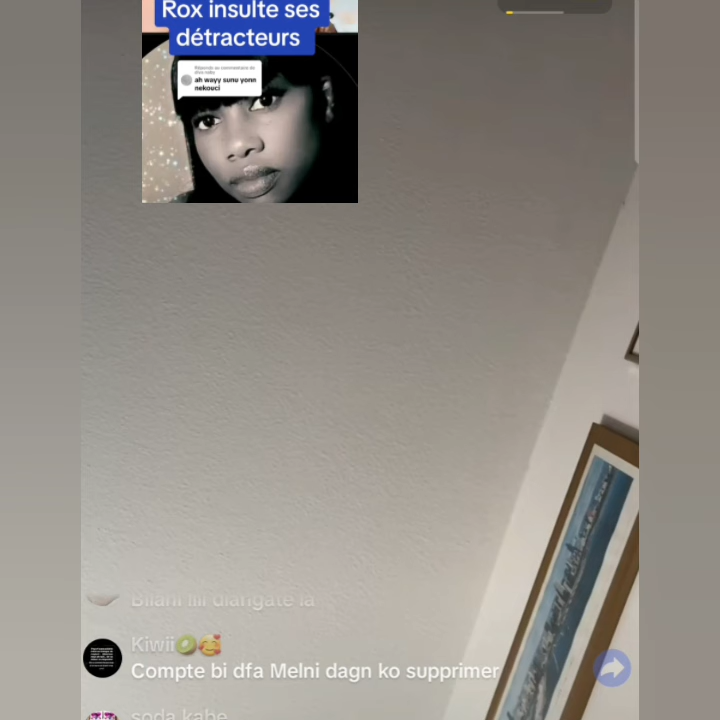 Rox insulte ses
détracteurs
ah wayy sunu yonn
nekouci
Bilahi liii diangate la
Kiwii🥝🥰
Compte bi dfa Melni dagn ko supprimer
soda kabe